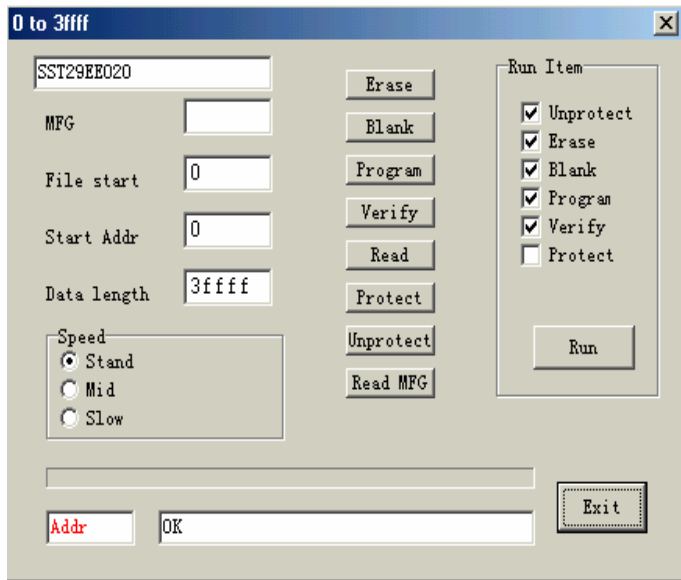 0 to 3ffff
SST29EE020
MFG
File start 0
Start Addr 0
Data length 3ffff
Speed
Stand
Mid
Slow
Erase
Blank
Program
Verify
Read
Protect
Unprotect
Read MFG
Run Item
Unprotect
Erase
Blank
Program
Verify
Protect
Run
Addr OK
Exit